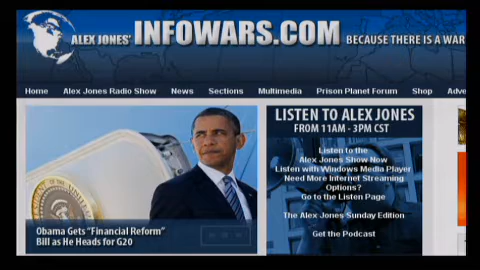 ALEX JONES' INFOWARS.COM BECAUSE THERE IS A WAR
Home Alex Jones Radio Show News Sections Multimedia Prison Planet Forum Shop Adve
LISTEN TO ALEX JONES
FROM 11AM - 3PM CST
Listen to the
Alex Jones Show Now
Listen with Windows Media Player
Need More Internet Streaming
Options?
Go to the Listen Page
The Alex Jones Sunday Edition
Get the Podcast
Obama Gets "Financial Reform"
Bill as He Heads for G20